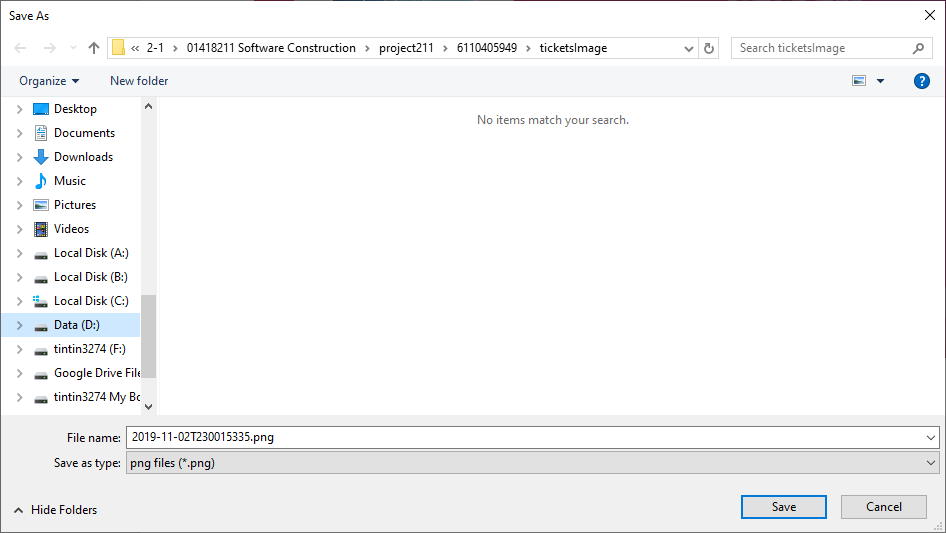 Save As
« 2-1 › 01418211 Software Construction › project211 › 6110405949 › ticketsImage
Search ticketsImage
Organize
New folder
?
Desktop
Documents
Downloads
Music
Pictures
Videos
Local Disk (A:)
Local Disk (B:)
Local Disk (C:)
Data (D:)
tintin3274 (F:)
Google Drive File
tintin3274 My Bo
No items match your search.
File name: 2019-11-02T230015335.png
Save as type: png files (*.png)
Hide Folders
Save
Cancel